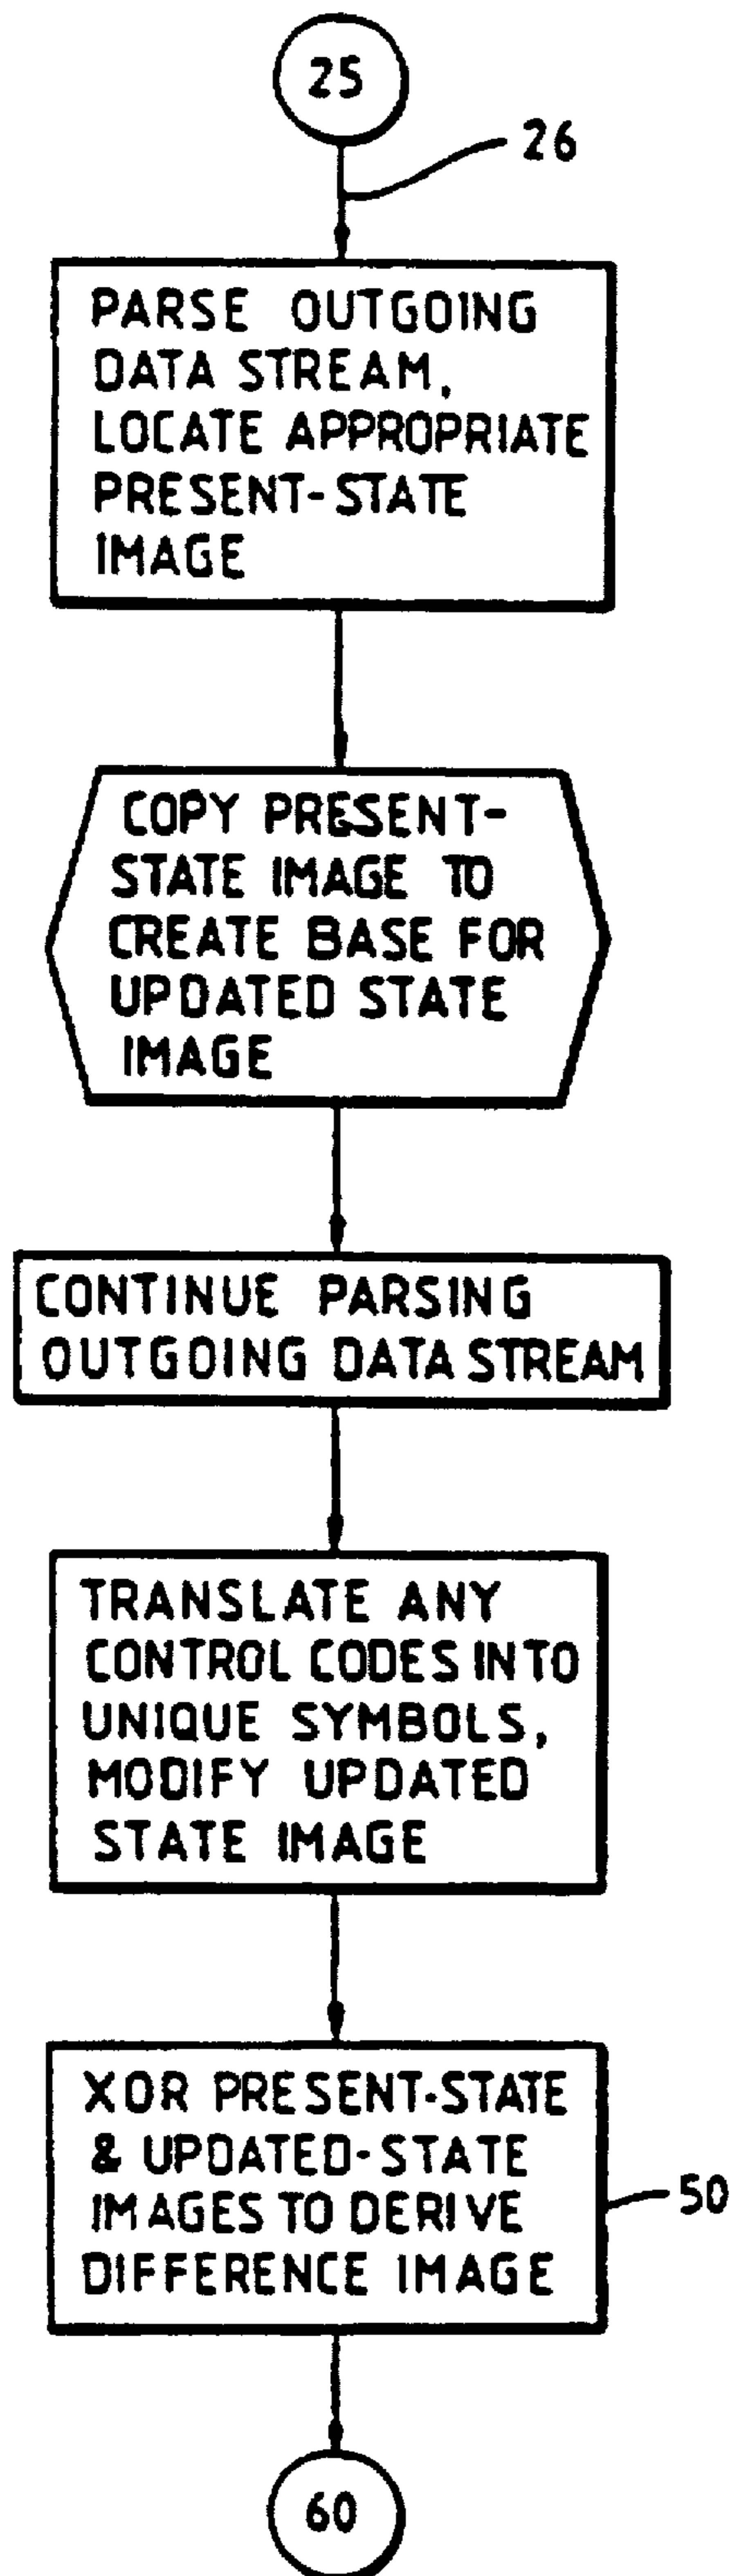 25
26
PARSE OUTGOING
DATA STREAM,
LOCATE APPROPRIATE
PRESENT-STATE
IMAGE
COPY PRESENT-
STATE IMAGE TO
CREATE BASE FOR
UPDATED STATE
IMAGE
CONTINUE PARSING
OUTGOING DATA STREAM
TRANSLATE ANY
CONTROL CODES INTO
UNIQUE SYMBOLS,
MODIFY UPDATED
STATE IMAGE
XOR PRESENT-STATE
& UPDATED-STATE
IMAGES TO DERIVE
DIFFERENCE IMAGE
50
60